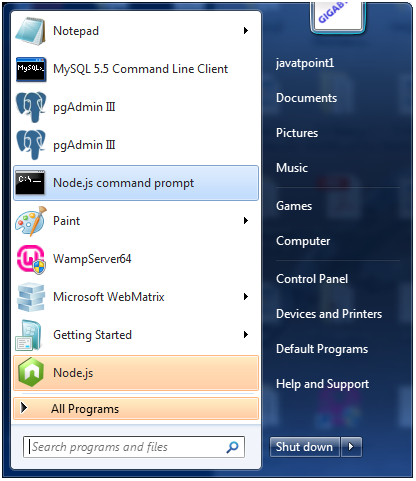 Notepad
MySQL 5.5 Command Line Client
pgAdmin III
pgAdmin III
Node.js command prompt
Paint
WampServer64
Microsoft WebMatrix
Getting Started
Node.js
All Programs
Search programs and files
GIGAB
javatpoint1
Documents
Pictures
Music
Games
Computer
Control Panel
Devices and Printers
Default Programs
Help and Support
Shut down
MySQL
C:\_